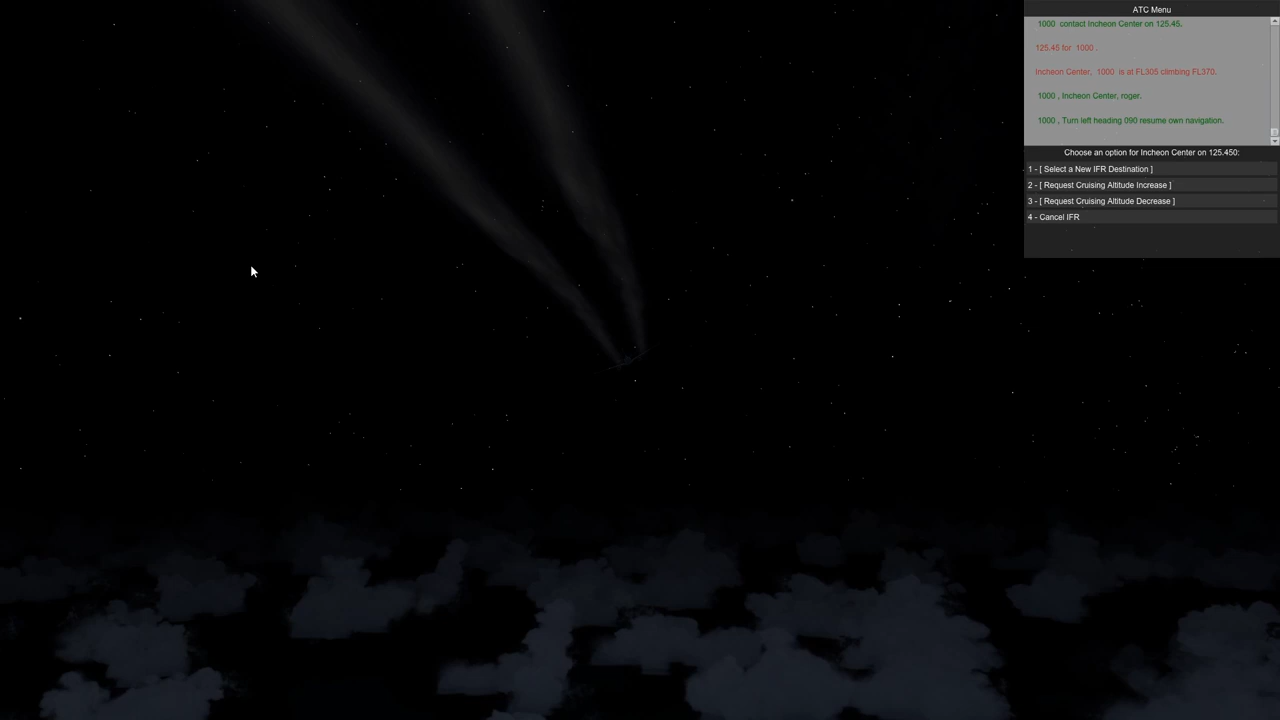 ATC Menu
1000 contact Incheon Center on 125.45.
125.45 for 1000 .
Incheon Center, 1000 is at FL305 climbing FL370.
1000 , Incheon Center, roger.
1000 , Turn left heading 090 resume own navigation.
Choose an option for Incheon Center on 125.450:
1 - [ Select a New IFR Destination ]
2 - [ Request Cruising Altitude Increase ]
3 - [ Request Cruising Altitude Decrease ]
4 - Cancel IFR